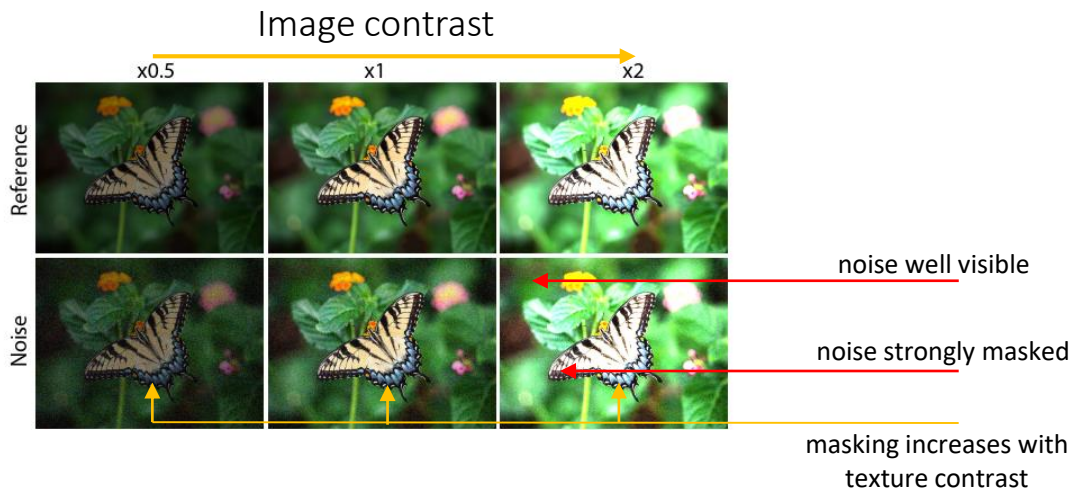 Image contrast
x0.5
x1
x2
Reference
Noise
noise well visible
noise strongly masked
masking increases with
texture contrast